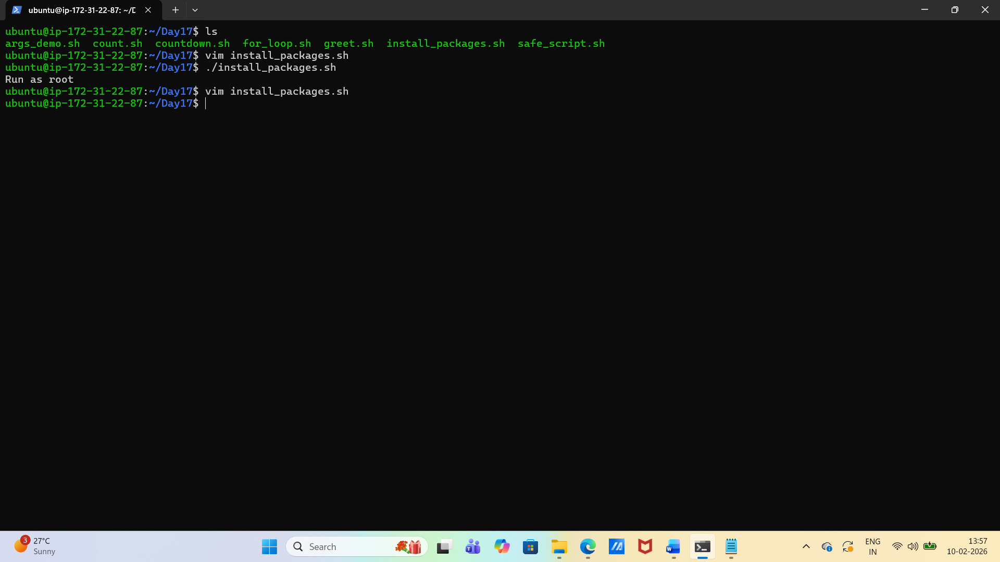 ubuntu@ip-172-31-22-87: ~/D
ubuntu@ip-172-31-22-87:~/Day17$ ls
args_demo.sh  count.sh  countdown.sh  for_loop.sh  greet.sh  install_packages.sh  safe_script.sh
ubuntu@ip-172-31-22-87:~/Day17$ vim install_packages.sh
ubuntu@ip-172-31-22-87:~/Day17$ ./install_packages.sh
Run as root
ubuntu@ip-172-31-22-87:~/Day17$ vim install_packages.sh
ubuntu@ip-172-31-22-87:~/Day17$
3
27°C
Sunny
Search
ENG
IN
13:57
10-02-2026